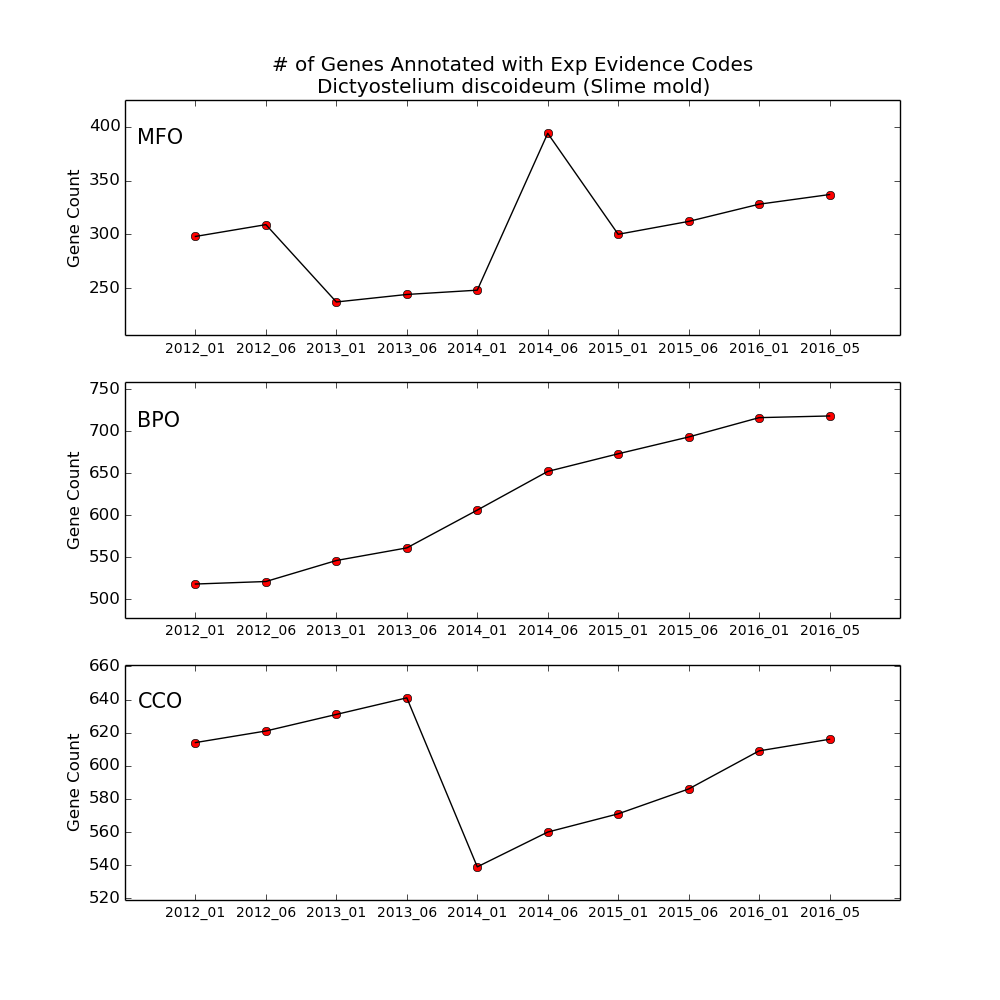 # of Genes Annotated with Exp Evidence Codes
Dictyostelium discoideum (Slime mold)
MFO
Gene Count
400
350
300
250
2012_01 2012_06 2013_01 2013_06 2014_01 2014_06 2015_01 2015_06 2016_01 2016_05
BPO
Gene Count
750
700
650
600
550
500
2012_01 2012_06 2013_01 2013_06 2014_01 2014_06 2015_01 2015_06 2016_01 2016_05
CCO
Gene Count
660
640
620
600
580
560
540
520
2012_01 2012_06 2013_01 2013_06 2014_01 2014_06 2015_01 2015_06 2016_01 2016_05